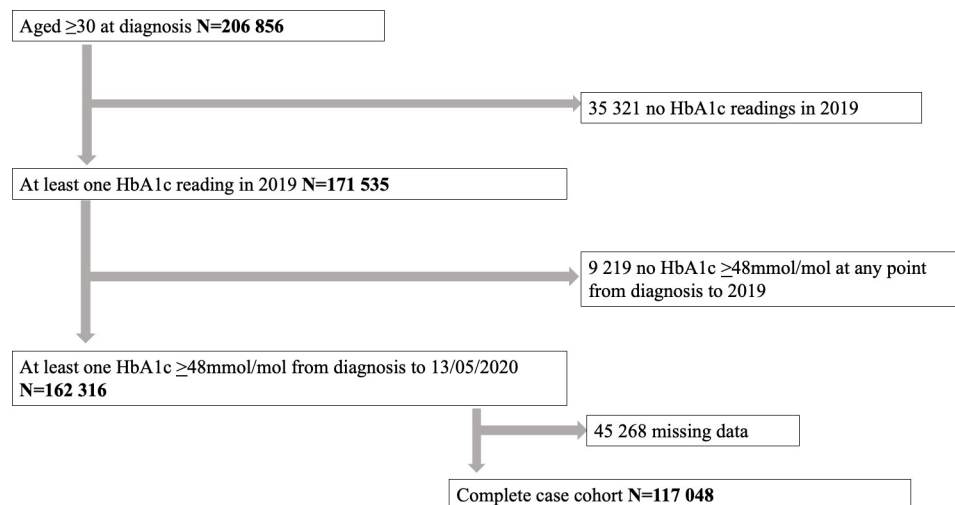 Aged ≥30 at diagnosis N=206 856
35 321 no HbA1c readings in 2019
At least one HbA1c reading in 2019 N=171 535
9 219 no HbA1c ≥48mmol/mol at any point
from diagnosis to 2019
At least one HbA1c ≥48mmol/mol from diagnosis to 13/05/2020
N=162 316
45 268 missing data
Complete case cohort N=117 048